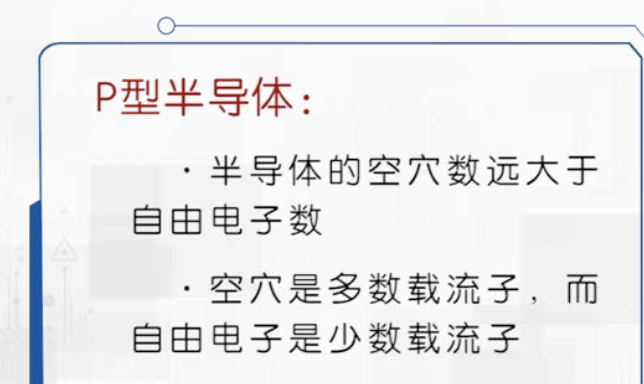 P型半导体：
·半导体的空穴数远大于
自由电子数
·空穴是多数载流子，而
自由电子是少数载流子